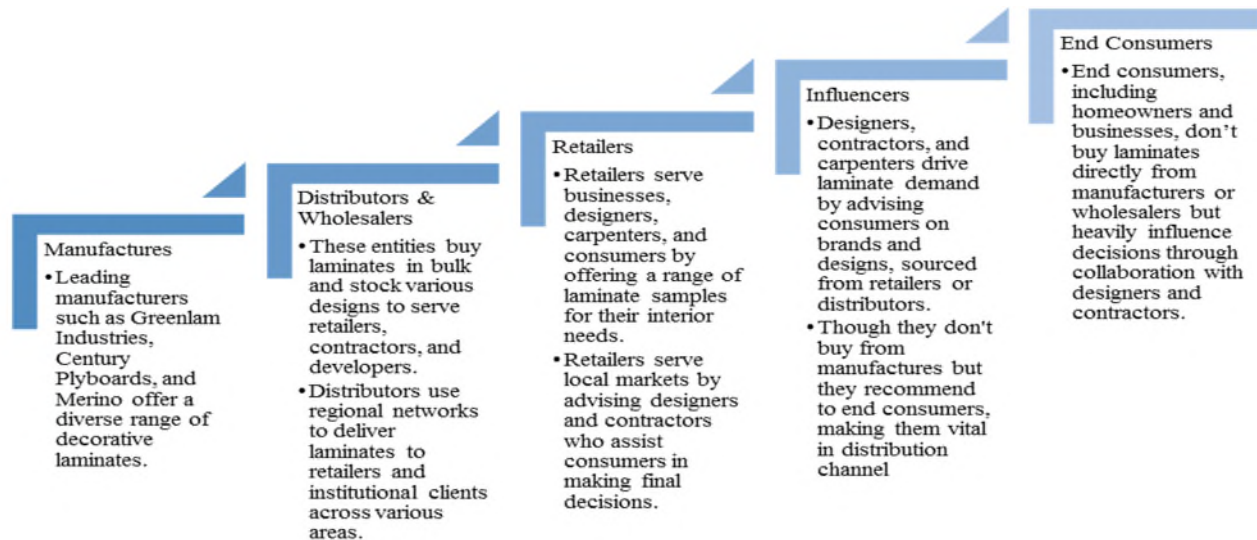 Manufactures
•Leading
manufacturers
such as Greenlam
Industries,
Century
Plyboards, and
Merino offer a
diverse range of
decorative
laminates.
Distributors &
Wholesalers
•These entities buy
laminates in bulk
and stock various
designs to serve
retailers,
contractors, and
developers.
•Distributors use
regional networks
to deliver
laminates to
retailers and
institutional clients
across various
areas.
Retailers
•Retailers serve
businesses,
designers,
carpenters, and
consumers by
offering a range of
laminate samples
for their interior
needs.
•Retailers serve
local markets by
advising designers
and contractors
who assist
consumers in
making final
decisions.
Influencers
•Designers,
contractors, and
carpenters drive
laminate demand
by advising
consumers on
brands and
designs, sourced
from retailers or
distributors.
•Though they don't
buy from
manufactures but
they recommend
to end consumers,
making them vital
in distribution
channel
End Consumers
•End consumers,
including
homeowners and
businesses, don’t
buy laminates
directly from
manufacturers or
wholesalers but
heavily influence
decisions through
collaboration with
designers and
contractors.